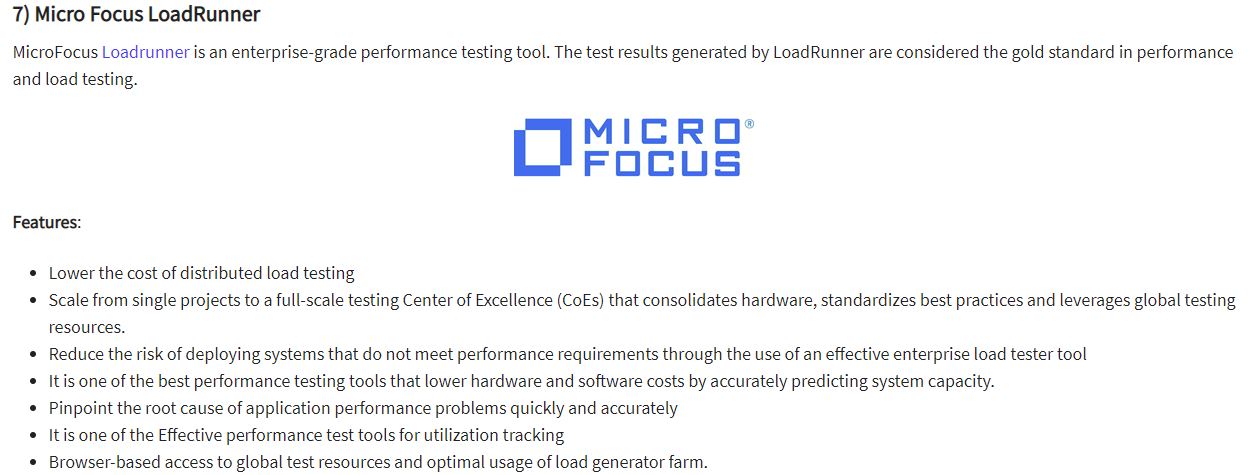 7) Micro Focus LoadRunner
MicroFocus Loadrunner is an enterprise-grade performance testing tool. The test results generated by LoadRunner are considered the gold standard in performance
and load testing.
MICRO®
FOCUS
Features:
• Lower the cost of distributed load testing
• Scale from single projects to a full-scale testing Center of Excellence (CoEs) that consolidates hardware, standardizes best practices and leverages global testing
resources.
• Reduce the risk of deploying systems that do not meet performance requirements through the use of an effective enterprise load tester tool
• It is one of the best performance testing tools that lower hardware and software costs by accurately predicting system capacity.
• Pinpoint the root cause of application performance problems quickly and accurately
• It is one of the Effective performance test tools for utilization tracking
• Browser-based access to global test resources and optimal usage of load generator farm.